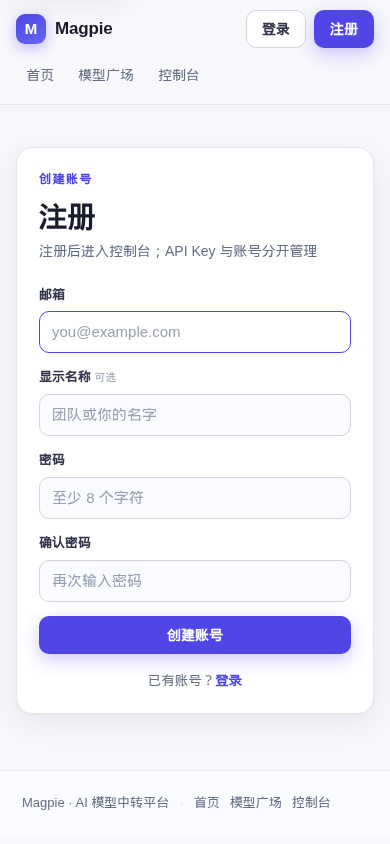 M Magpie 登录 注册
首页 模型广场 控制台
创建账号
注册
注册后进入控制台；API Key 与账号分开管理
邮箱
you@example.com
显示名称 可选
团队或你的名字
密码
至少 8 个字符
确认密码
再次输入密码
创建账号
已有账号？登录
Magpie · AI 模型中转平台 · 首页 模型广场 控制台